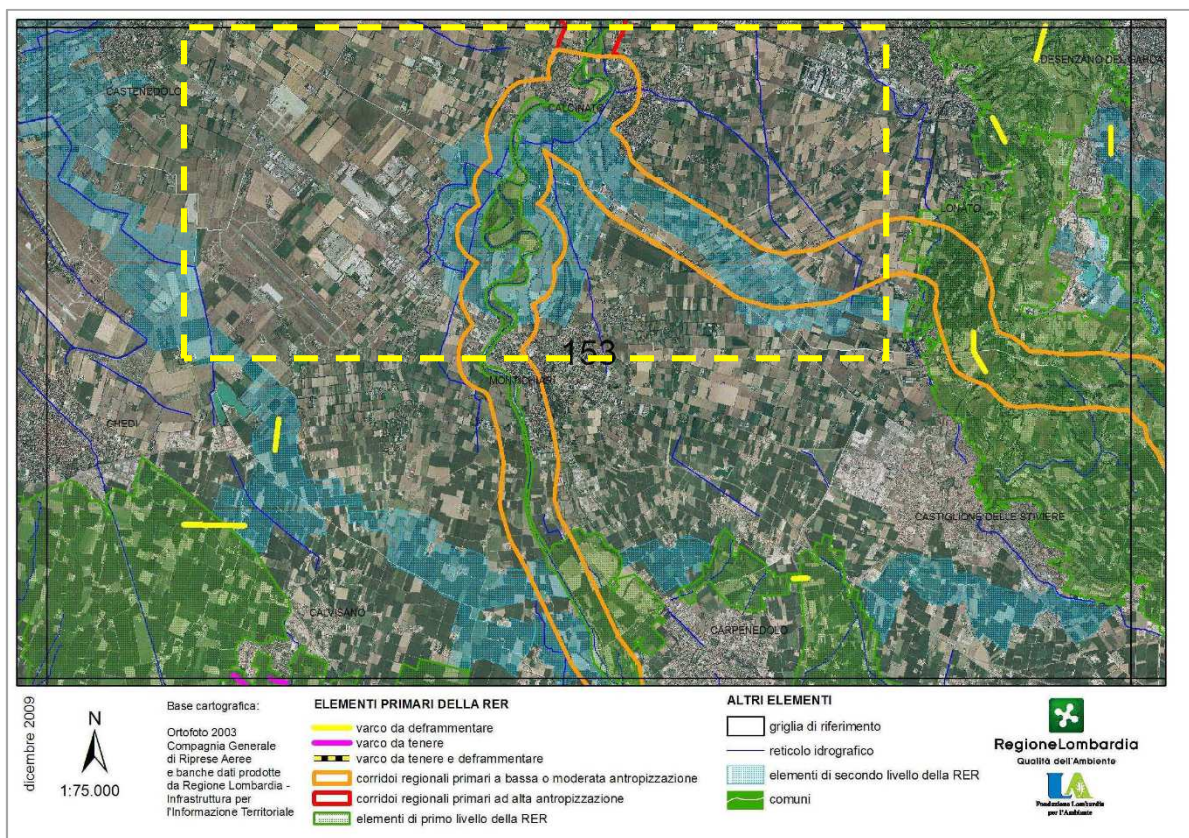 DESENZANO DEL GARDA
CASTENEDOLO
CALCINATO
LONATO
153
MONTICHIARI
GHEDI
CASTIGLIONE DELLE STIVIERE
CALVISANO
CARPENEDOLO
dicembre 2009
N
1:75.000
Base cartografica:
Ortofoto 2003
Compagnia Generale
di Riprese Aeree
e banche dati prodotte
da Regione Lombardia -
Infrastruttura per
l'Informazione Territoriale
ELEMENTI PRIMARI DELLA RER
varco da deframmentare
varco da tenere
varco da tenere e deframmentare
corridoi regionali primari a bassa o moderata antropizzazione
corridoi regionali primari ad alta antropizzazione
elementi di primo livello della RER
ALTRI ELEMENTI
griglia di riferimento
reticolo idrografico
elementi di secondo livello della RER
comuni
RegioneLombardia
Qualità dell'Ambiente
Fondazione Lombardia
per l'Ambiente